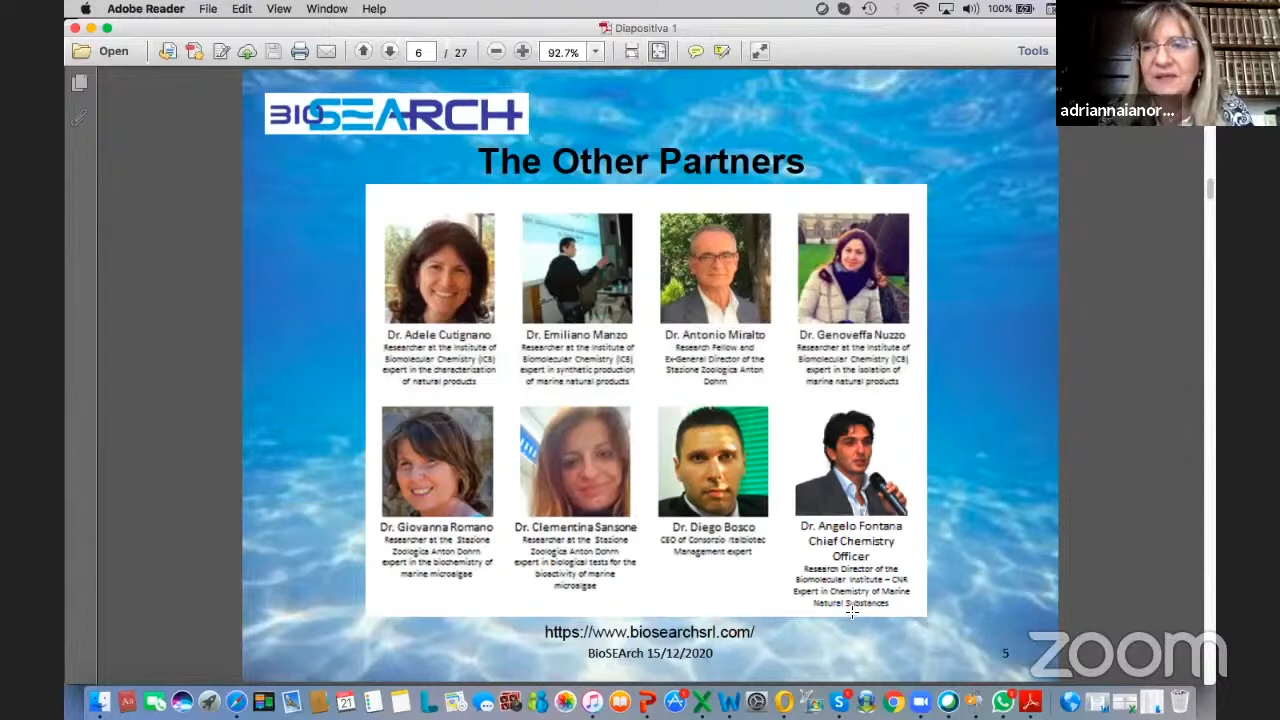 Adobe Reader File Edit View Window Help 100%
Diapositiva 1
Open 6 / 27 92.7% Tools
adriannaianor...
BIOSEARCH
The Other Partners
Dr. Adele Cutignano
Researcher at the Institute of
Biomolecular Chemistry (ICB)
expert in the characterization
of natural products
Dr. Emiliano Manzo
Researcher at the Institute of
Biomolecular Chemistry (ICB)
expert in synthetic production
of marine natural products
Dr. Antonio Miralto
Research Fellow and
Ex-General Director of the
Stazione Zoologica Anton
Dohrn
Dr. Genoveffa Nuzzo
Researcher at the Institute of
Biomolecular Chemistry (ICB)
expert in the isolation of
marine natural products
Dr. Giovanna Romano
Researcher at the Stazione
Zoologica Anton Dohrn
expert in the biochemistry of
marine microalgae
Dr. Clementina Sansone
Researcher at the Stazione
Zoologica Anton Dohrn
expert in biological tests for the
bioactivity of marine
microalgae
Dr. Diego Bosco
CEO of Consorzio Italbiotec
Management expert
Dr. Angelo Fontana
Chief Chemistry
Officer
Research Director of the
Biomolecular Institute – CNR
Expert in Chemistry of Marine
Natural Substances
https://www.biosearchsrl.com/
BioSEArch 15/12/2020
5
zoom
21